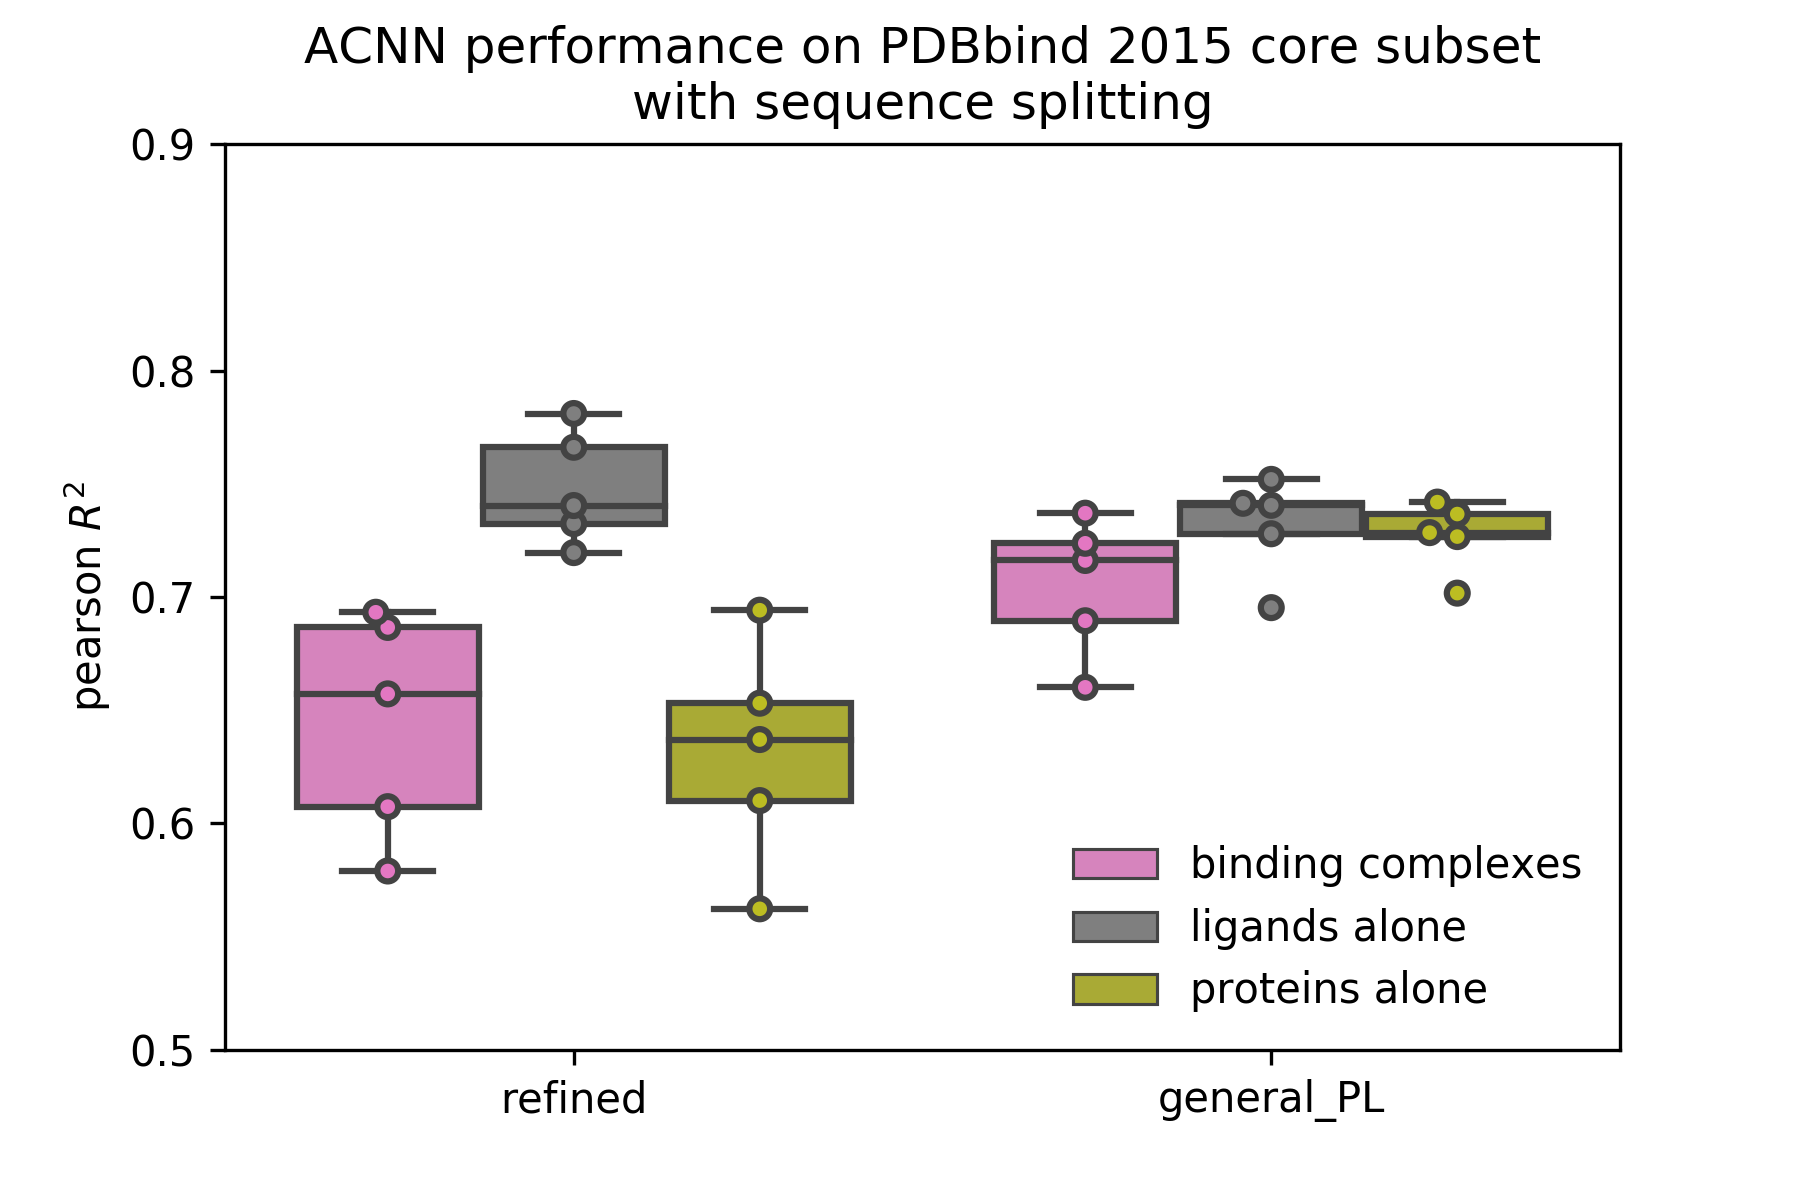 ACNN performance on PDBbind 2015 core subset
with sequence splitting
pearson R²
0.9
0.8
0.7
0.6
0.5
binding complexes
ligands alone
proteins alone
refined
general_PL